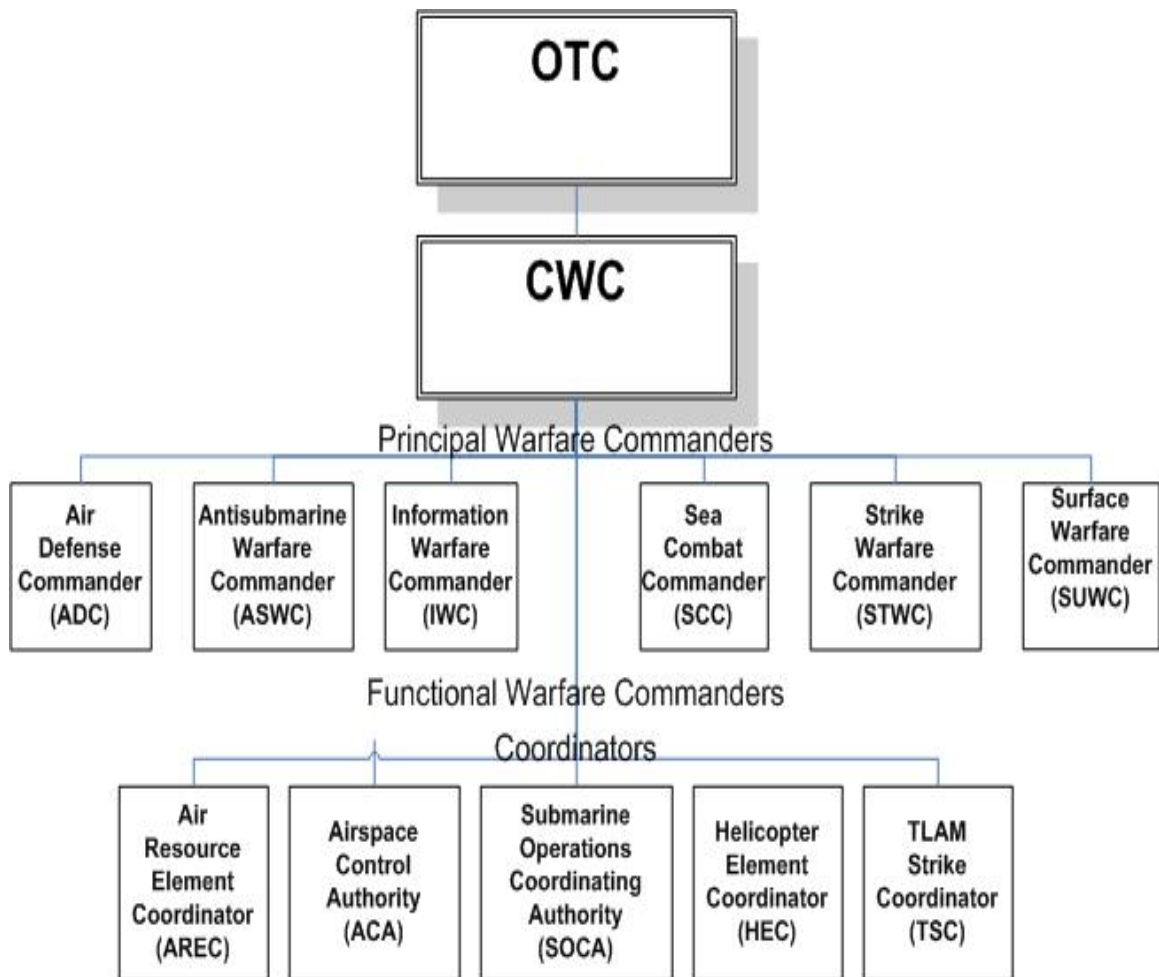 OTC
CWC
Principal Warfare Commanders
Air
Defense
Commander
(ADC)
Antisubmarine
Warfare
Commander
(ASWC)
Information
Warfare
Commander
(IWC)
Sea
Combat
Commander
(SCC)
Strike
Warfare
Commander
(STWC)
Surface
Warfare
Commander
(SUWC)
Functional Warfare Commanders
Coordinators
Air
Resource
Element
Coordinator
(AREC)
Airspace
Control
Authority
(ACA)
Submarine
Operations
Coordinating
Authority
(SOCA)
Helicopter
Element
Coordinator
(HEC)
TLAM
Strike
Coordinator
(TSC)